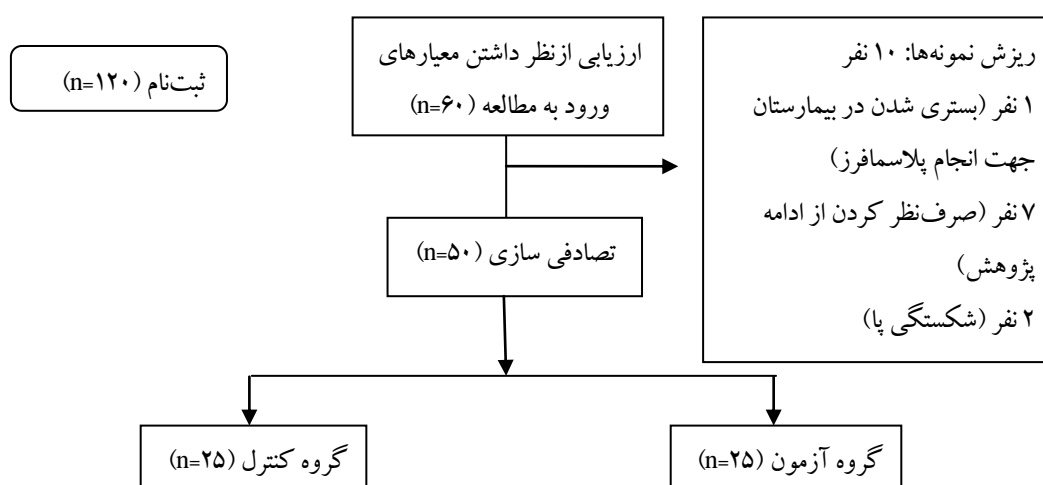 ثبت‌نام (n=۱۲۰)
ارزیابی ازنظر داشتن معیارهای
ورود به مطالعه (n=۶۰)
ریزش نمونه‌ها: ۱۰ نفر
۱ نفر (بستری شدن در بیمارستان
جهت انجام پلاسمافرز)
۷ نفر (صرف‌نظر کردن از ادامه
پژوهش)
۲ نفر (شکستگی پا)
تصادفی سازی (n=۵۰)
گروه آزمون (n=۲۵)
گروه کنترل (n=۲۵)